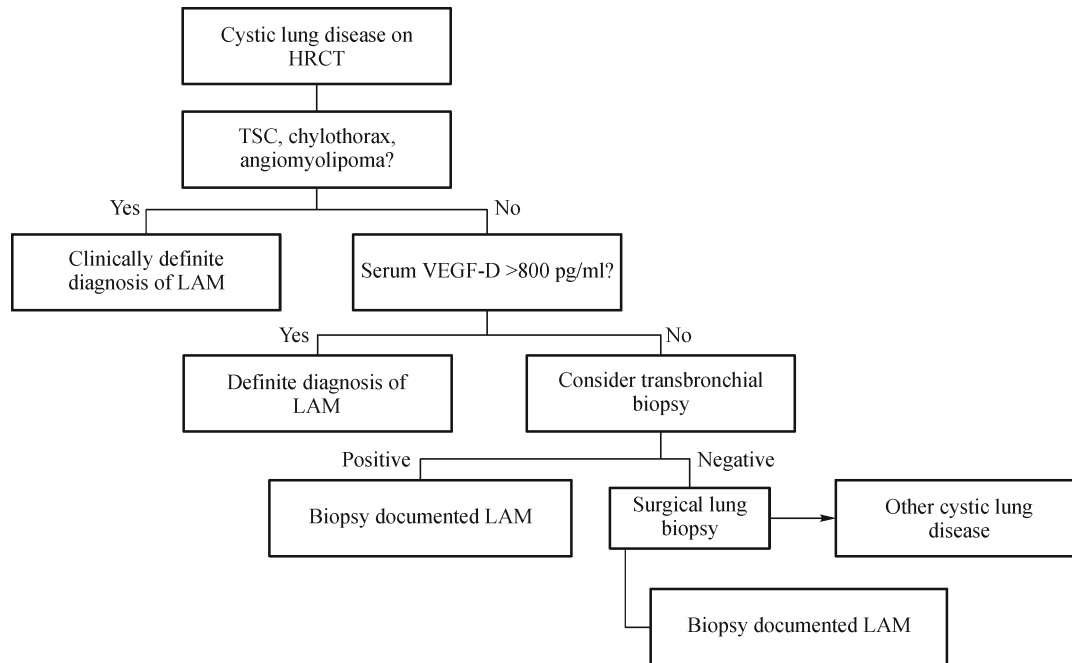 Cystic lung disease on
HRCT
TSC, chylothorax,
angiomyolipoma?
Yes
No
Clinically definite
diagnosis of LAM
Serum VEGF-D >800 pg/ml?
Yes
No
Definite diagnosis of
LAM
Consider transbronchial
biopsy
Positive
Negative
Biopsy documented LAM
Surgical lung
biopsy
Other cystic lung
disease
Biopsy documented LAM